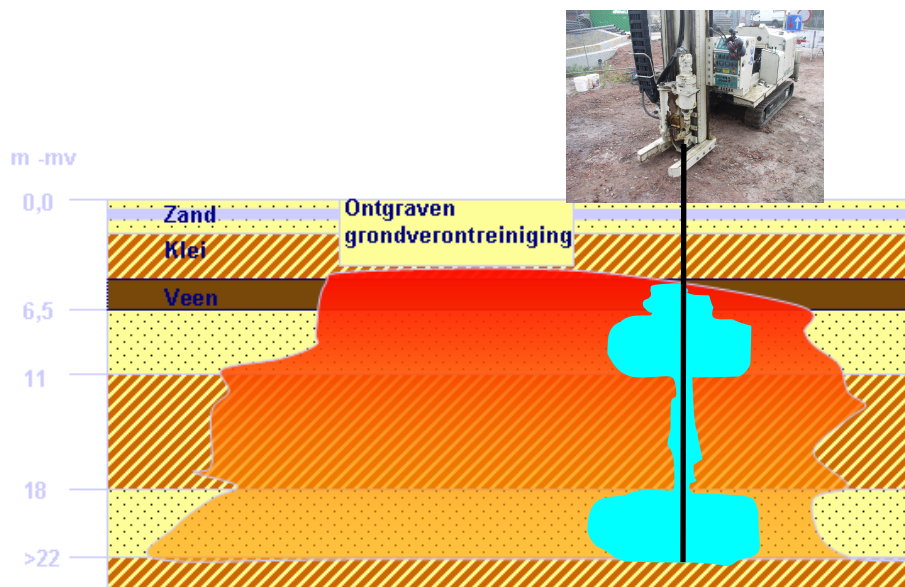 m -mv
0,0
Zand
Ontgraven
grondverontreiniging
Klei
Veen
6,5
11
18
>22